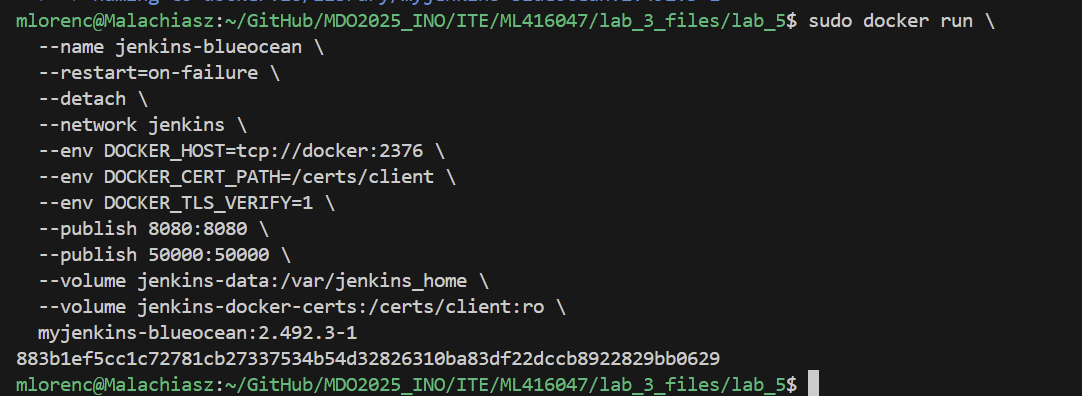 mlorenc@Malachiasz:~/GitHub/MDO2025_INO/ITE/ML416047/lab_3_files/lab_5$ sudo docker run \
  --name jenkins-blueocean \
  --restart=on-failure \
  --detach \
  --network jenkins \
  --env DOCKER_HOST=tcp://docker:2376 \
  --env DOCKER_CERT_PATH=/certs/client \
  --env DOCKER_TLS_VERIFY=1 \
  --publish 8080:8080 \
  --publish 50000:50000 \
  --volume jenkins-data:/var/jenkins_home \
  --volume jenkins-docker-certs:/certs/client:ro \
  myjenkins-blueocean:2.492.3-1
883b1ef5cc1c72781cb27337534b54d32826310ba83df22dccb8922829bb0629
mlorenc@Malachiasz:~/GitHub/MDO2025_INO/ITE/ML416047/lab_3_files/lab_5$